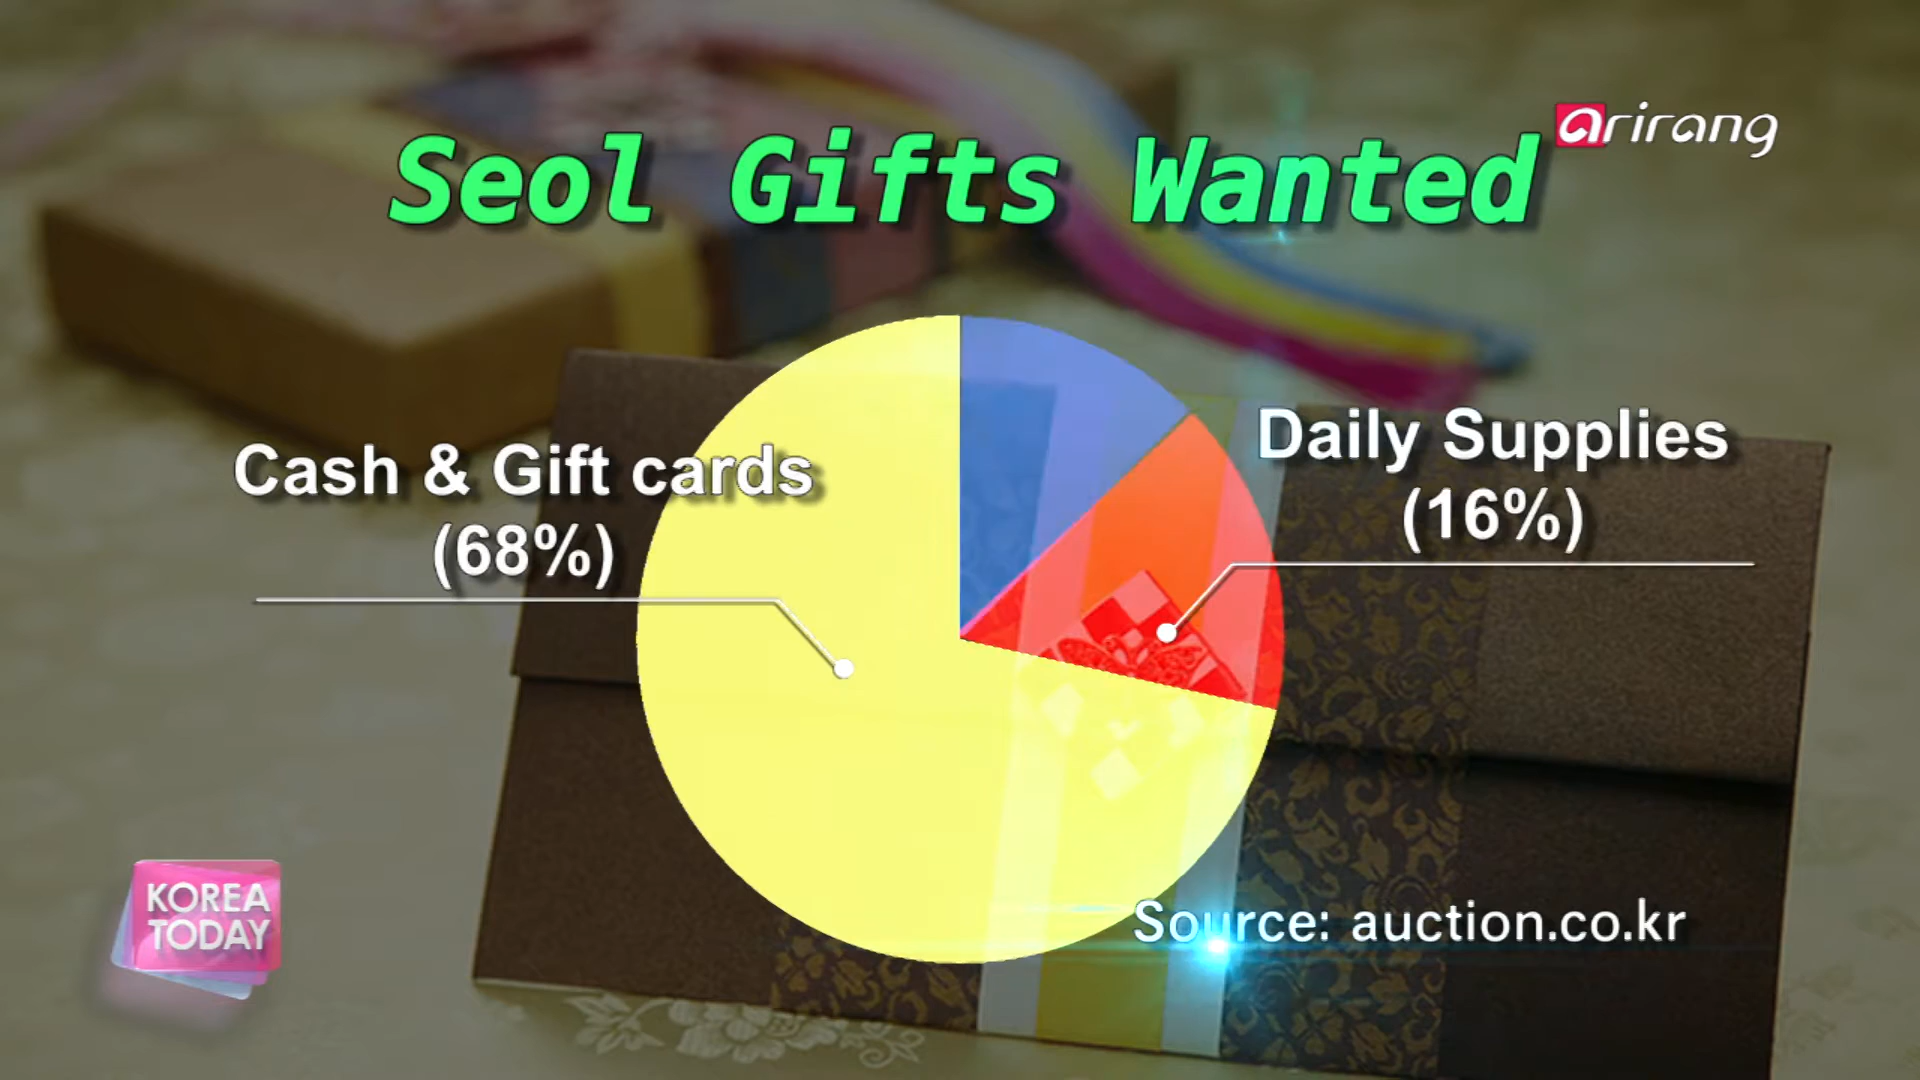 arirang
Seol Gifts Wanted
Cash & Gift cards
(68%)
Daily Supplies
(16%)
KOREA
TODAY
Source: auction.co.kr